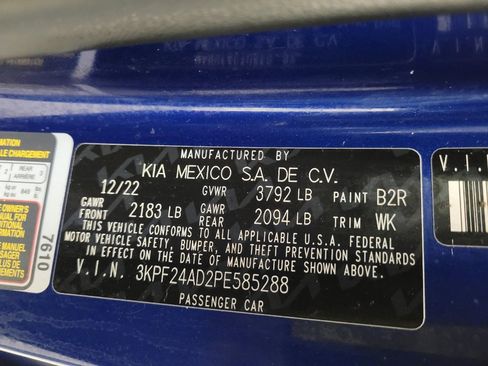 MANUFACTURED BY
KIA MEXICO S.A. DE C.V.
12/22 GVWR 3792 LB PAINT B2R
GAWR FRONT 2183 LB GAWR REAR 2094 LB TRIM WK
THIS VEHICLE CONFORMS TO ALL APPLICABLE U.S.A. FEDERAL
MOTOR VEHICLE SAFETY, BUMPER, AND THEFT PREVENTION STANDARDS
IN EFFECT ON THE DATE OF MANUFACTURE SHOWN ABOVE.
V.I.N. 3KPF24AD2PE585288
PASSENGER CAR
7610
REAR
ARRIÈRE
V.I.N